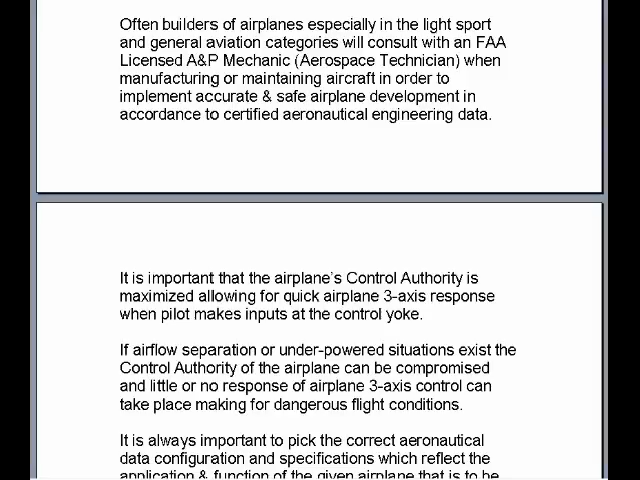 Often builders of airplanes especially in the light sport
and general aviation categories will consult with an FAA
Licensed A&P Mechanic (Aerospace Technician) when
manufacturing or maintaining aircraft in order to
implement accurate & safe airplane development in
accordance to certified aeronautical engineering data.
It is important that the airplane's Control Authority is
maximized allowing for quick airplane 3-axis response
when pilot makes inputs at the control yoke.
If airflow separation or under-powered situations exist the
Control Authority of the airplane can be compromised
and little or no response of airplane 3-axis control can
take place making for dangerous flight conditions.
It is always important to pick the correct aeronautical
data configuration and specifications which reflect the
application & function of the given airplane that is to be